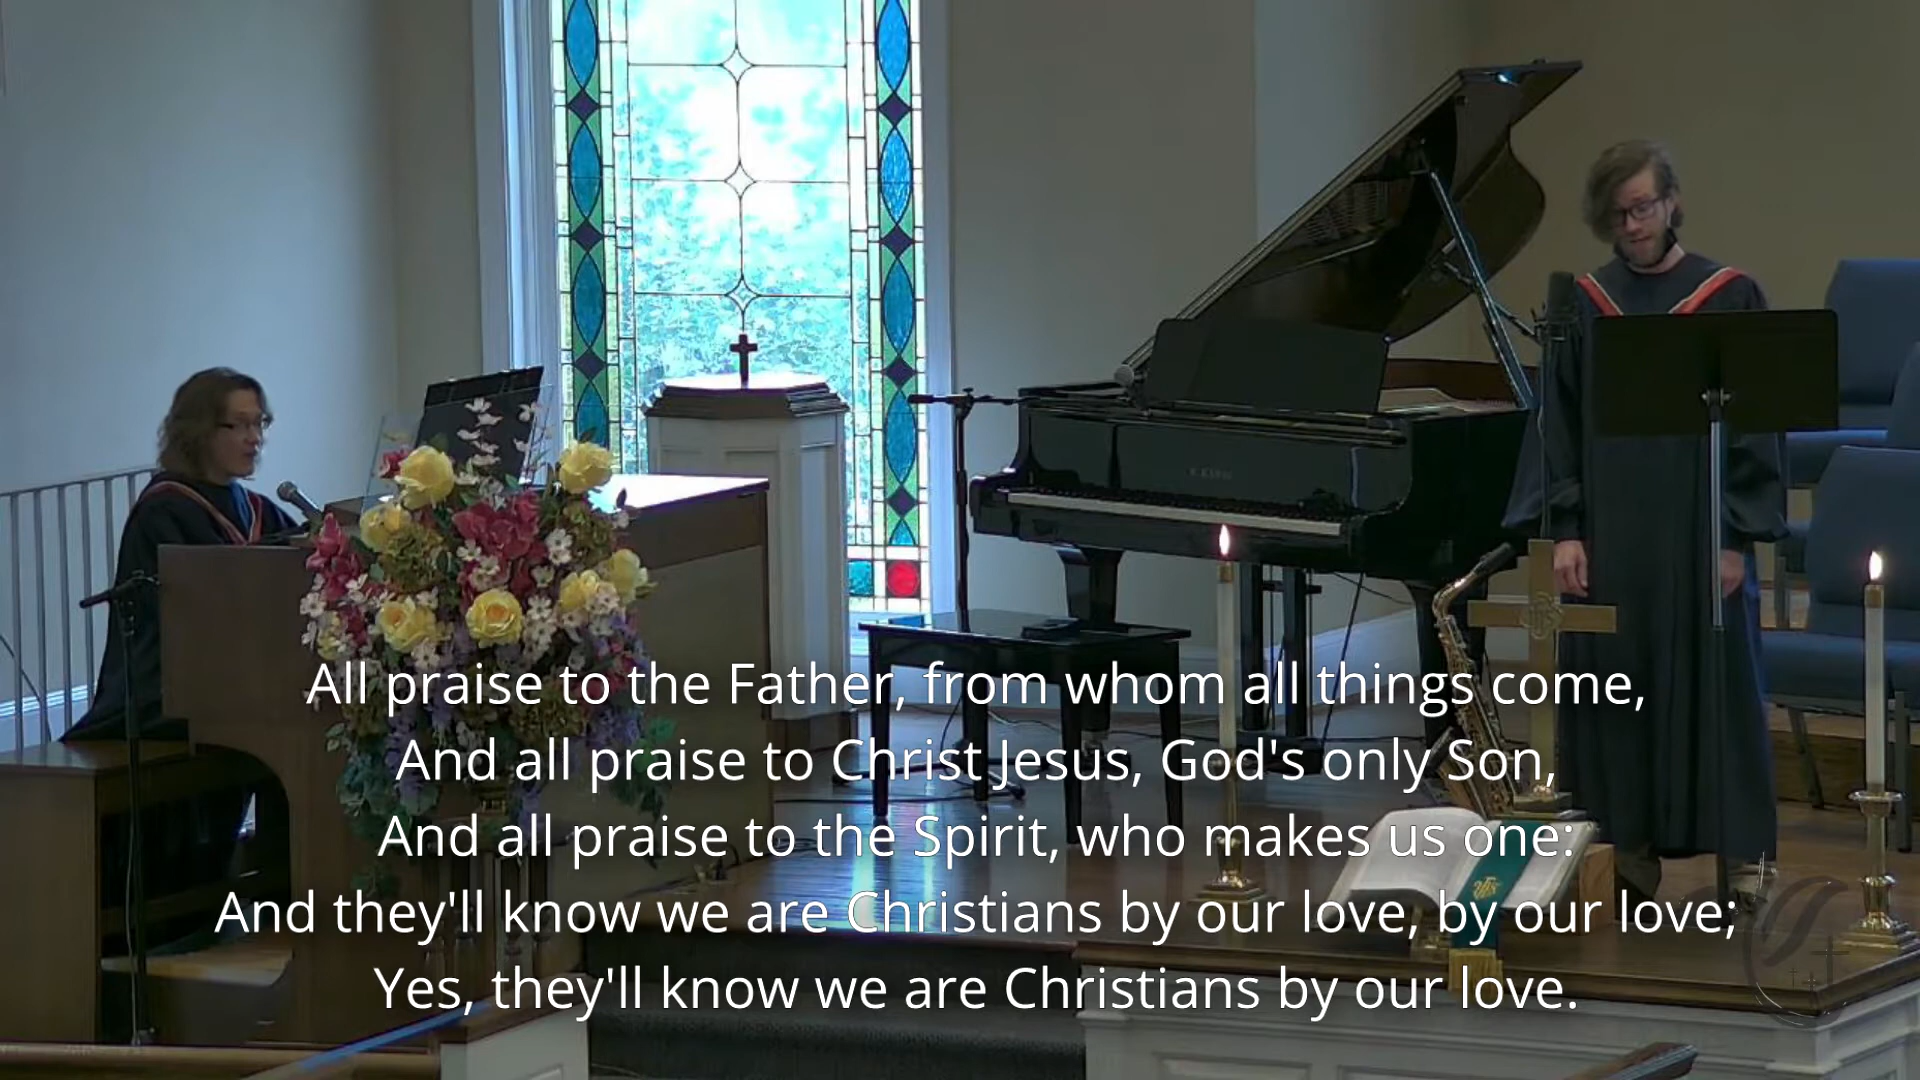 All praise to the Father, from whom all things come,
And all praise to Christ Jesus, God's only Son,
And all praise to the Spirit, who makes us one:
And they'll know we are Christians by our love, by our love;
Yes, they'll know we are Christians by our love.